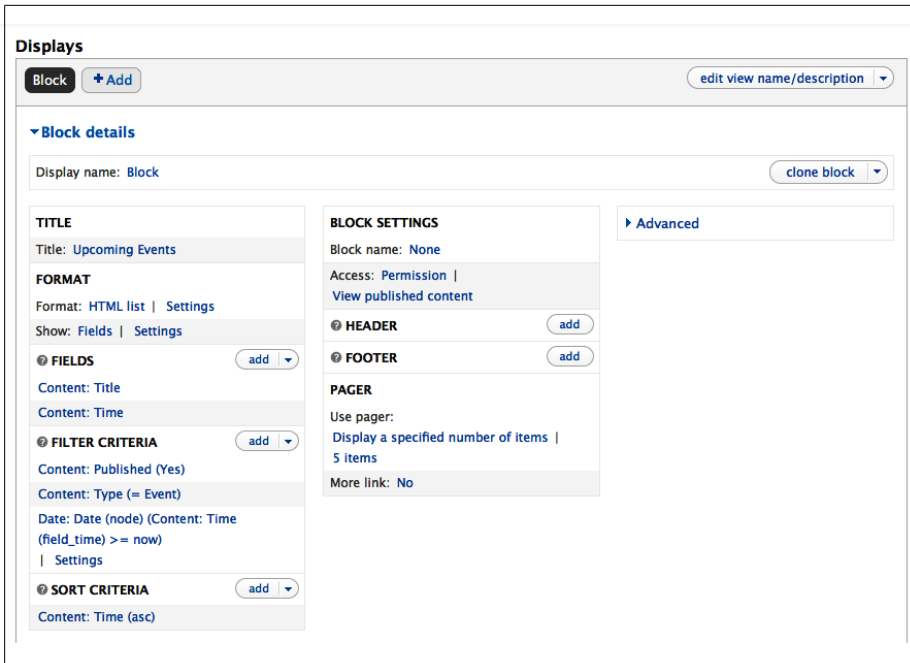 Displays
Block
+Add
edit view name/description
Block details
Display name: Block
clone block
TITLE
Title: Upcoming Events
FORMAT
Format: HTML list | Settings
Show: Fields | Settings
FIELDS
add
Content: Title
Content: Time
FILTER CRITERIA
add
Content: Published (Yes)
Content: Type (= Event)
Date: Date (node) (Content: Time
(field_time) >= now)
| Settings
SORT CRITERIA
add
Content: Time (asc)
BLOCK SETTINGS
Block name: None
Access: Permission |
View published content
HEADER
add
FOOTER
add
PAGER
Use pager:
Display a specified number of items |
5 items
More link: No
Advanced